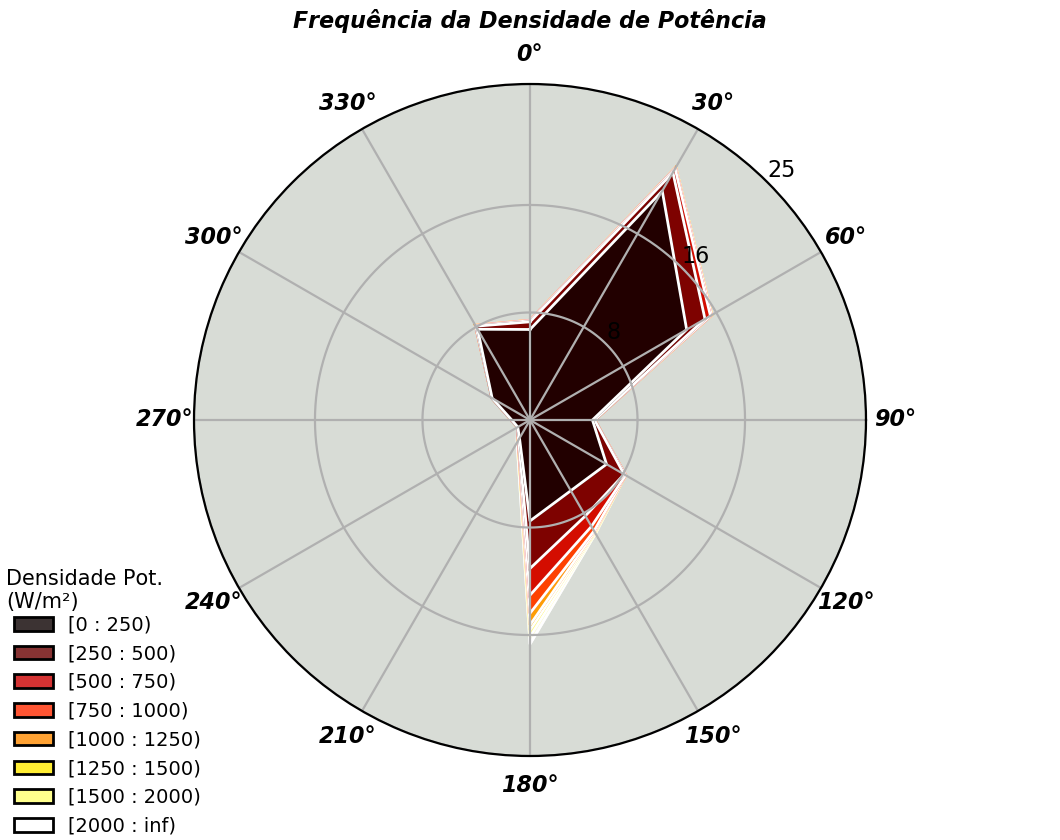 Frequência da Densidade de Potência
0°
330°
30°
25
300°
60°
16
8
270°
90°
240°
120°
210°
150°
180°
Densidade Pot.
(W/m²)
[0 : 250)
[250 : 500)
[500 : 750)
[750 : 1000)
[1000 : 1250)
[1250 : 1500)
[1500 : 2000)
[2000 : inf)